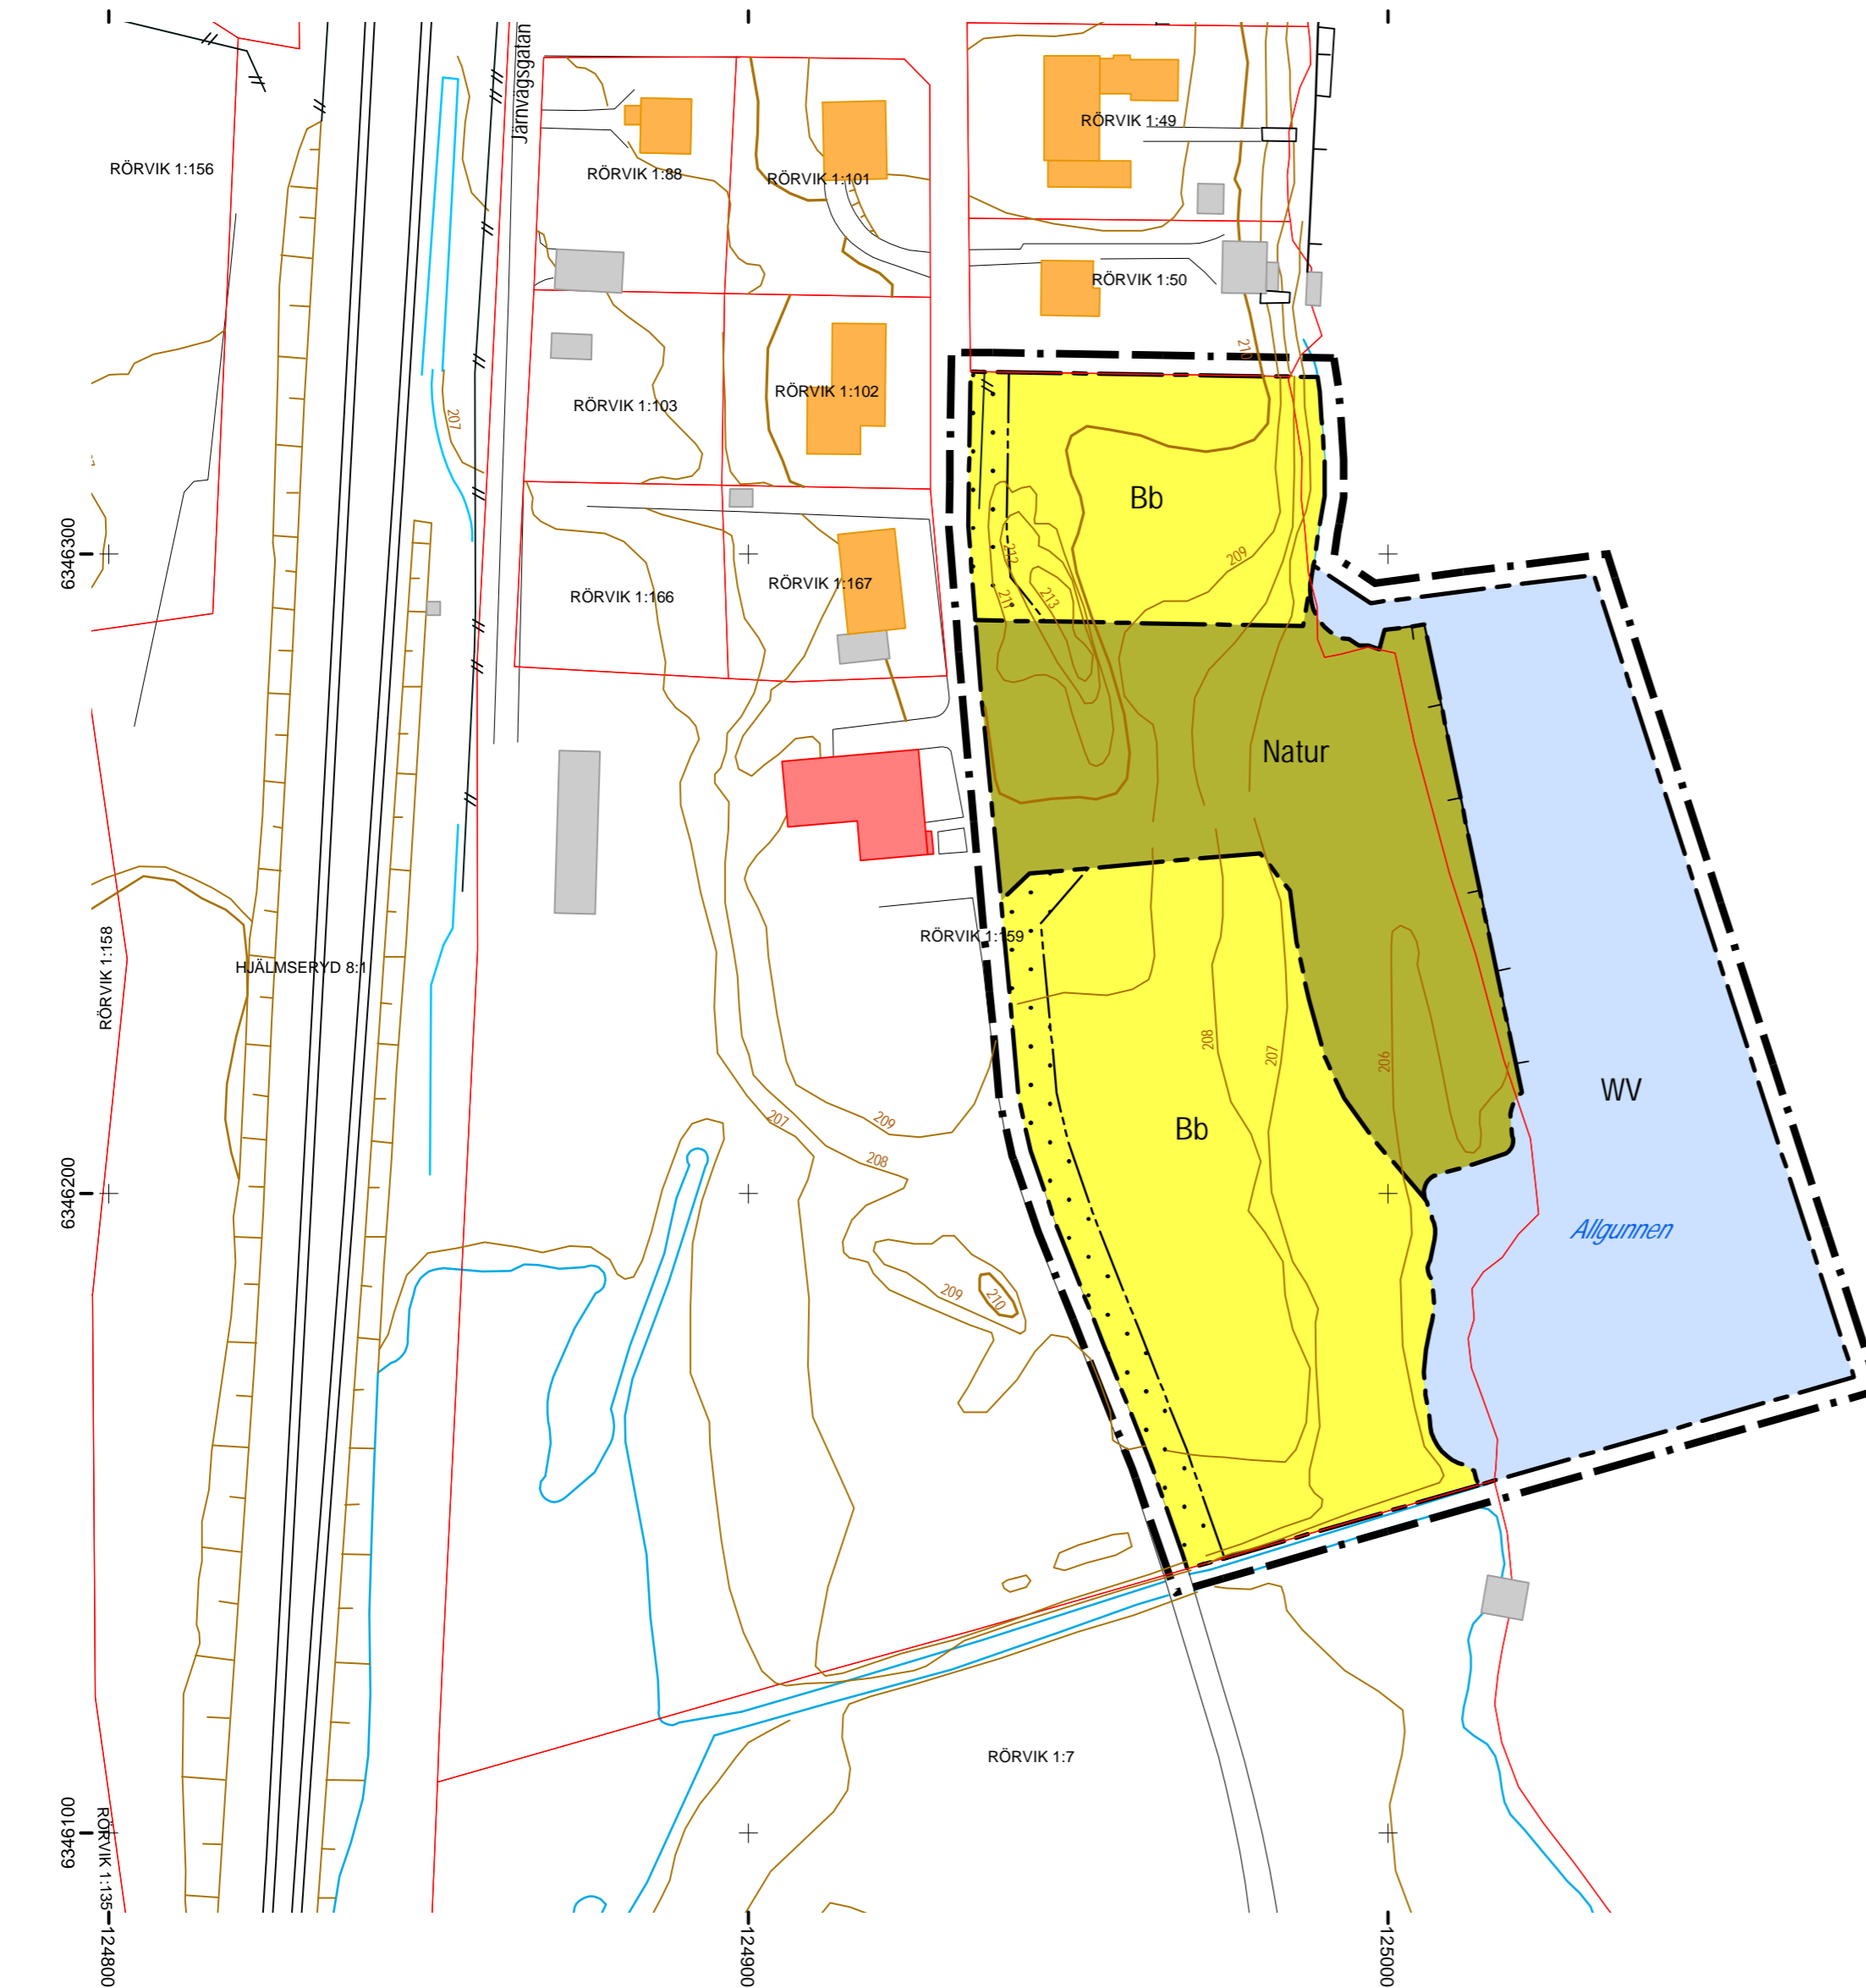 Järnvägsgatan
RÖRVIK 1:49
RÖRVIK 1:156
RÖRVIK 1:88
RÖRVIK 1:101
RÖRVIK 1:50
210
RÖRVIK 1:102
RÖRVIK 1:103
207
Bb
6346300
212
209
RÖRVIK 1:167
RÖRVIK 1:166
211
213
Natur
RÖRVIK 1:159
RÖRVIK 1:158
HJÄLMSERYD 8:1
208
207
206
WV
207
209
Bb
208
6346200
Allgunnen
209
210
RÖRVIK 1:7
6346100
RÖRVIK 1:135
124800
124900
125000